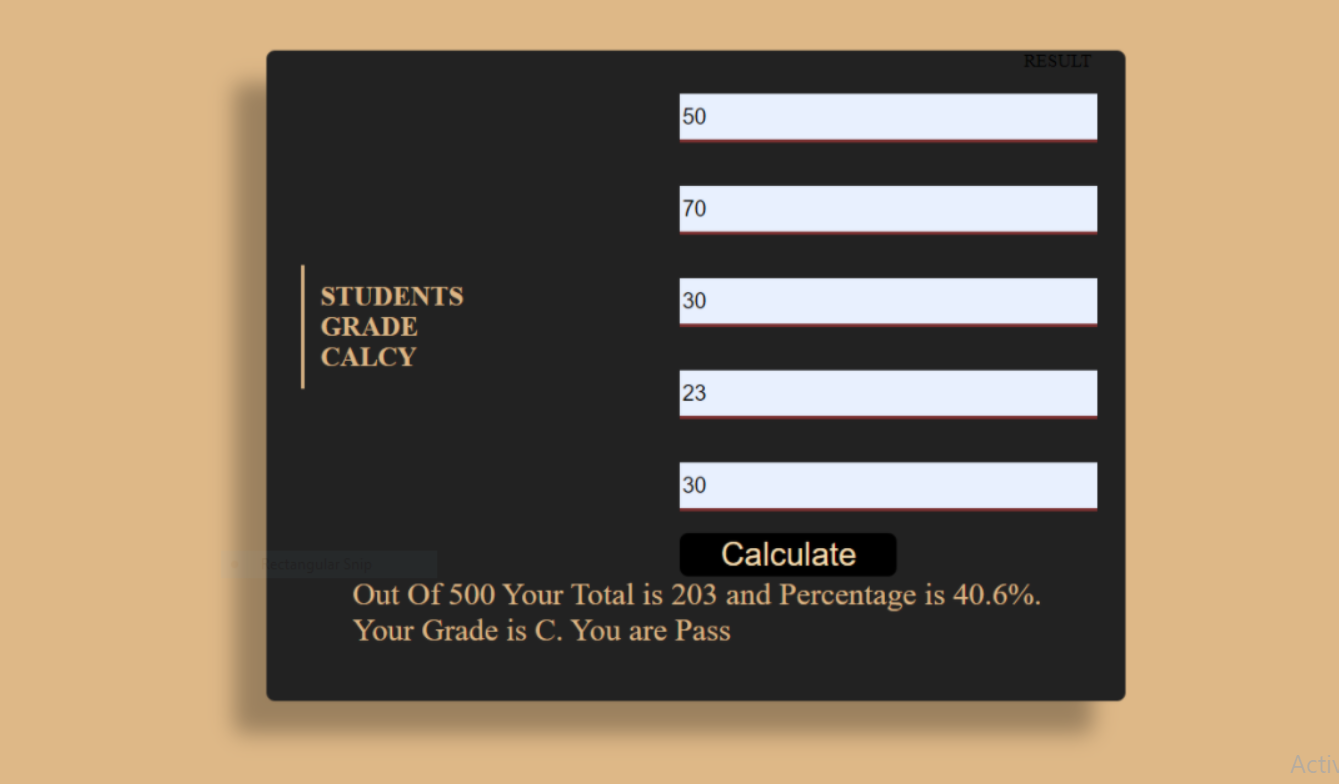 RESULT
50
70
30
23
30
STUDENTS
GRADE
CALCY
Calculate
Rectangular Snip
Out Of 500 Your Total is 203 and Percentage is 40.6%.
Your Grade is C. You are Pass